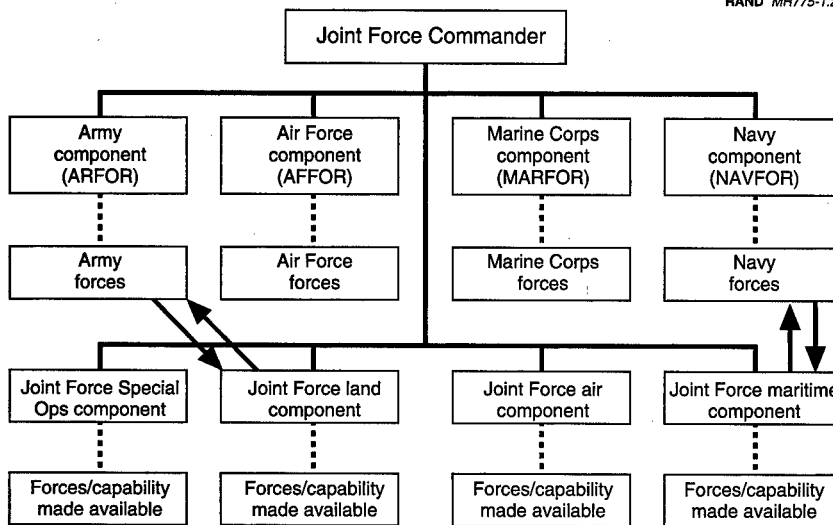 RAND MR775-1.2
Joint Force Commander
Army
component
(ARFOR)
Air Force
component
(AFFOR)
Marine Corps
component
(MARFOR)
Navy
component
(NAVFOR)
Army
forces
Air Force
forces
Marine Corps
forces
Navy
forces
Joint Force Special
Ops component
Joint Force land
component
Joint Force air
component
Joint Force maritime
component
Forces/capability
made available
Forces/capability
made available
Forces/capability
made available
Forces/capability
made available